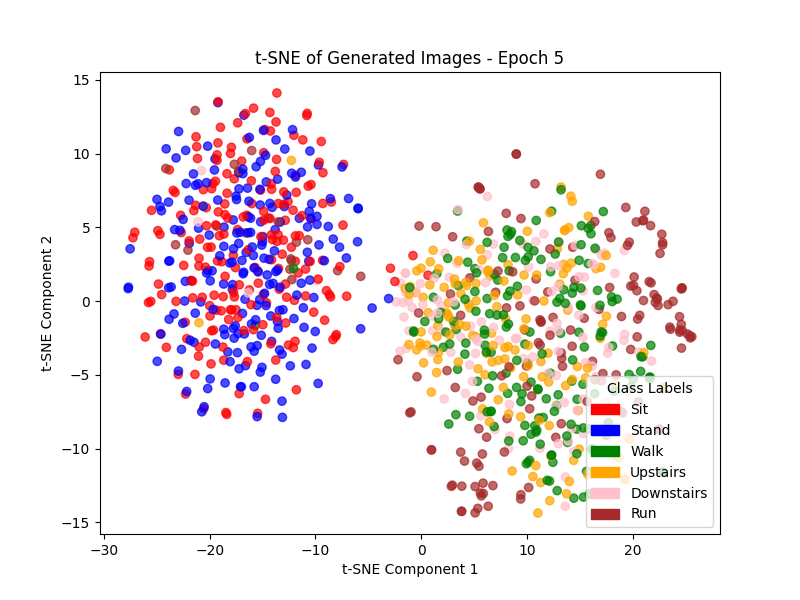 t-SNE of Generated Images - Epoch 5
15
10
5
0
−5
−10
−15
t-SNE Component 2
Class Labels
Sit
Stand
Walk
Upstairs
Downstairs
Run
−30
−20
−10
0
10
20
t-SNE Component 1